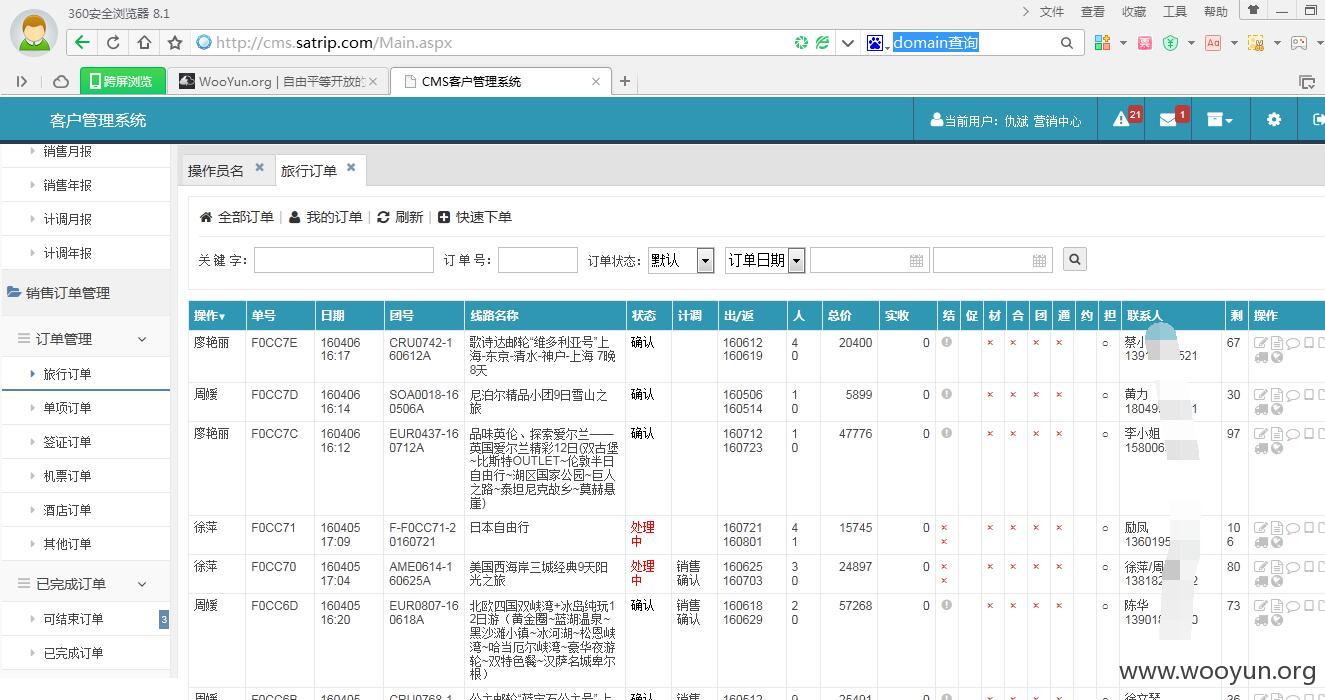 360安全浏览器 8.1
文件 查看 收藏 工具 帮助
http://cms.satrip.com/Main.aspx
domain查询
跨屏浏览
WooYun.org | 自由平等开放的
CMS客户管理系统
客户管理系统
当前用户：仇斌 营销中心
21
1
销售月报
销售年报
计调月报
计调年报
销售订单管理
订单管理
旅行订单
单项订单
签证订单
机票订单
酒店订单
其他订单
已完成订单
可结束订单 3
已完成订单
操作员名
旅行订单
全部订单 | 我的订单 | 刷新 | 快速下单
关 键 字：
订 单 号：
订单状态：
默认
订单日期
操作▾ 单号 日期 团号 线路名称 状态 计调 出/返 人 总价 实收 结 促 材 合 团 通 约 担 联系人 剩 操作
廖艳丽 F0CC7E 160406 16:17 CRU0742-160612A 歌诗达邮轮“维多利亚号”上海-东京-清水-神户-上海 7晚8天 确认 160612 160619 4 0 20400 0 × × × × ○ 蔡小 139 521 67
周媛 F0CC7D 160406 16:14 SOA0018-160506A 尼泊尔精品小团9日雪山之旅 确认 160506 160514 1 0 5899 0 × × × × ○ 黄力 18049 1 30
廖艳丽 F0CC7C 160406 16:12 EUR0437-160712A 品味英伦、探索爱尔兰——英国爱尔兰精彩12日(双古堡~比斯特OUTLET~伦敦半日自由行~湖区国家公园~巨人之路~泰坦尼克故乡~莫赫悬崖) 确认 160712 160723 1 0 47776 0 × × × × ○ 李小姐 15800 97
徐萍 F0CC71 160405 17:09 F-F0CC71-20160721 日本自由行 处理中 160721 160801 4 1 15745 0 × × × × × × ○ 励凤 1360195 106
徐萍 F0CC70 160405 17:04 AME0614-160625A 美国西海岸三城经典9天阳光之旅 处理中 销售确认 160625 160703 3 0 24897 0 × × × × × × ○ 徐萍/周 13818 2 80
周媛 F0CC6D 160405 16:20 EUR0807-160618A 北欧四国双峡湾+冰岛纯玩12日游（黄金圈~蓝湖温泉~黑沙滩小镇~冰河湖~松恩峡湾~哈当厄尔峡湾~豪华夜游轮~双特色餐~汉萨名城卑尔根） 确认 销售确认 160618 160629 2 0 57268 0 × × × × ○ 陈华 13901 0 73
www.wooyun.org